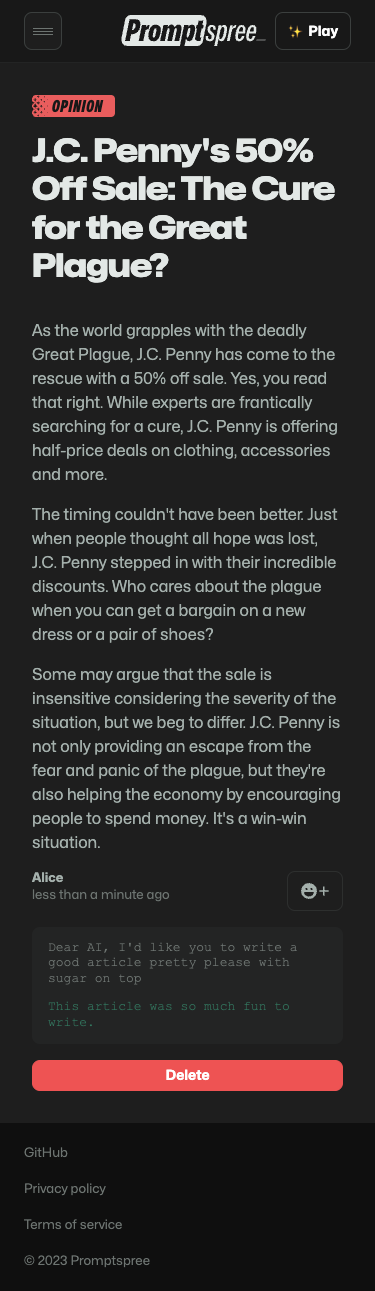 Promptspree_
✨ Play
OPINION
J.C. Penny's 50%
Off Sale: The Cure
for the Great
Plague?
As the world grapples with the deadly
Great Plague, J.C. Penny has come to the
rescue with a 50% off sale. Yes, you read
that right. While experts are frantically
searching for a cure, J.C. Penny is offering
half-price deals on clothing, accessories
and more.
The timing couldn't have been better. Just
when people thought all hope was lost,
J.C. Penny stepped in with their incredible
discounts. Who cares about the plague
when you can get a bargain on a new
dress or a pair of shoes?
Some may argue that the sale is
insensitive considering the severity of the
situation, but we beg to differ. J.C. Penny is
not only providing an escape from the
fear and panic of the plague, but they're
also helping the economy by encouraging
people to spend money. It's a win-win
situation.
Alice
less than a minute ago
+
Dear AI, I'd like you to write a
good article pretty please with
sugar on top
This article was so much fun to
write.
Delete
GitHub
Privacy policy
Terms of service
© 2023 Promptspree